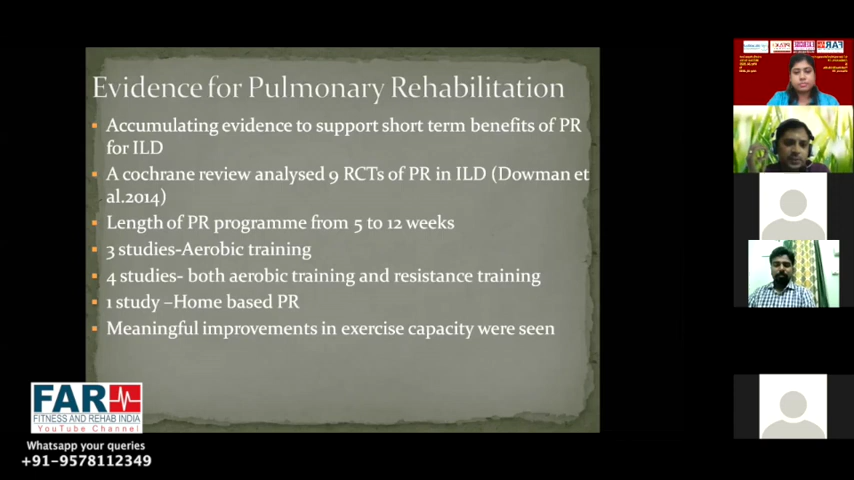 Evidence for Pulmonary Rehabilitation
Accumulating evidence to support short term benefits of PR
for ILD
A cochrane review analysed 9 RCTs of PR in ILD (Dowman et
al.2014)
Length of PR programme from 5 to 12 weeks
3 studies-Aerobic training
4 studies- both aerobic training and resistance training
1 study –Home based PR
Meaningful improvements in exercise capacity were seen
FAR
FITNESS AND REHAB INDIA
YouTube Channel
Whatsapp your queries
+91-9578112349